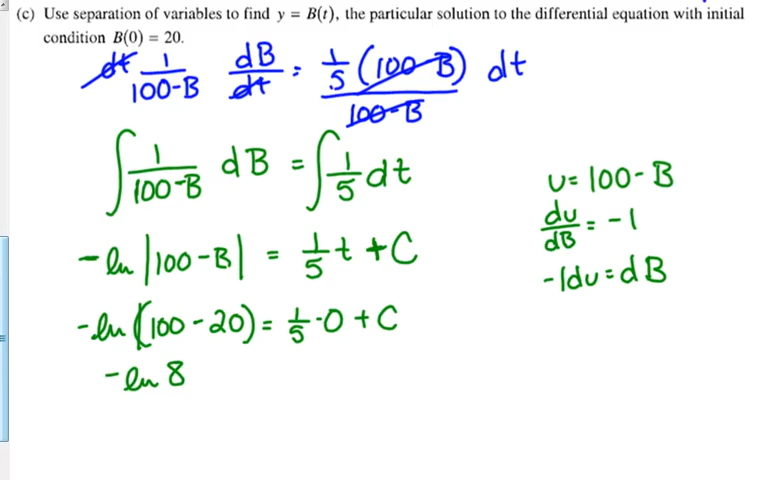 (c) Use separation of variables to find y = B(t), the particular solution to the differential equation with initial
condition B(0) = 20.
dt 1/(100-B) dB/dt = 1/5 (100-B)/(100-B) dt
∫ 1/(100-B) dB = ∫ 1/5 dt
u = 100 - B
du/dB = -1
-ln |100-B| = 1/5 t + C
-1du = dB
-ln (100 - 20) = 1/5 · 0 + C
-ln 8